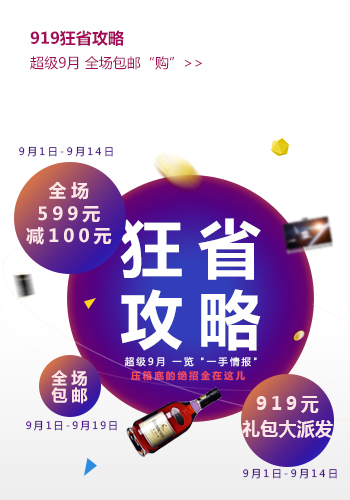 919狂省攻略
超级9月 全场包邮“购”>>
9月1日-9月14日
全场
599元
减100元
狂省
攻略
超级9月 一览 "一手情报"
压箱底的绝招全在这儿
全场
包邮
9月1日-9月19日
919元
礼包大派发
9月1日-9月14日